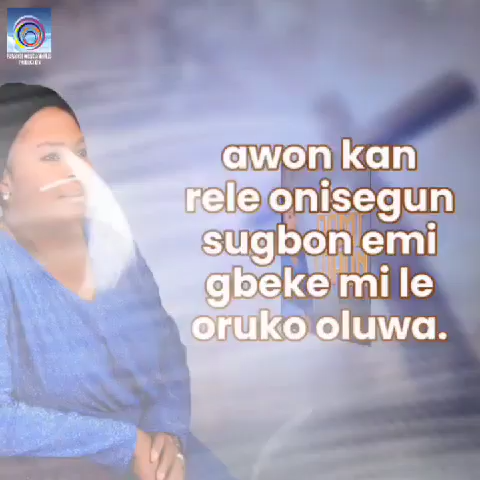 awon kan
rele onisegun
sugbon emi
gbeke mi le
oruko oluwa.